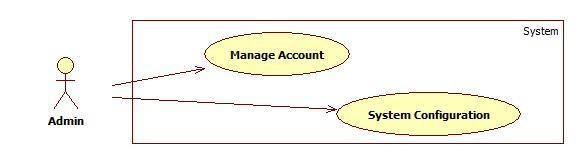 System
Manage Account
Admin
System Configuration